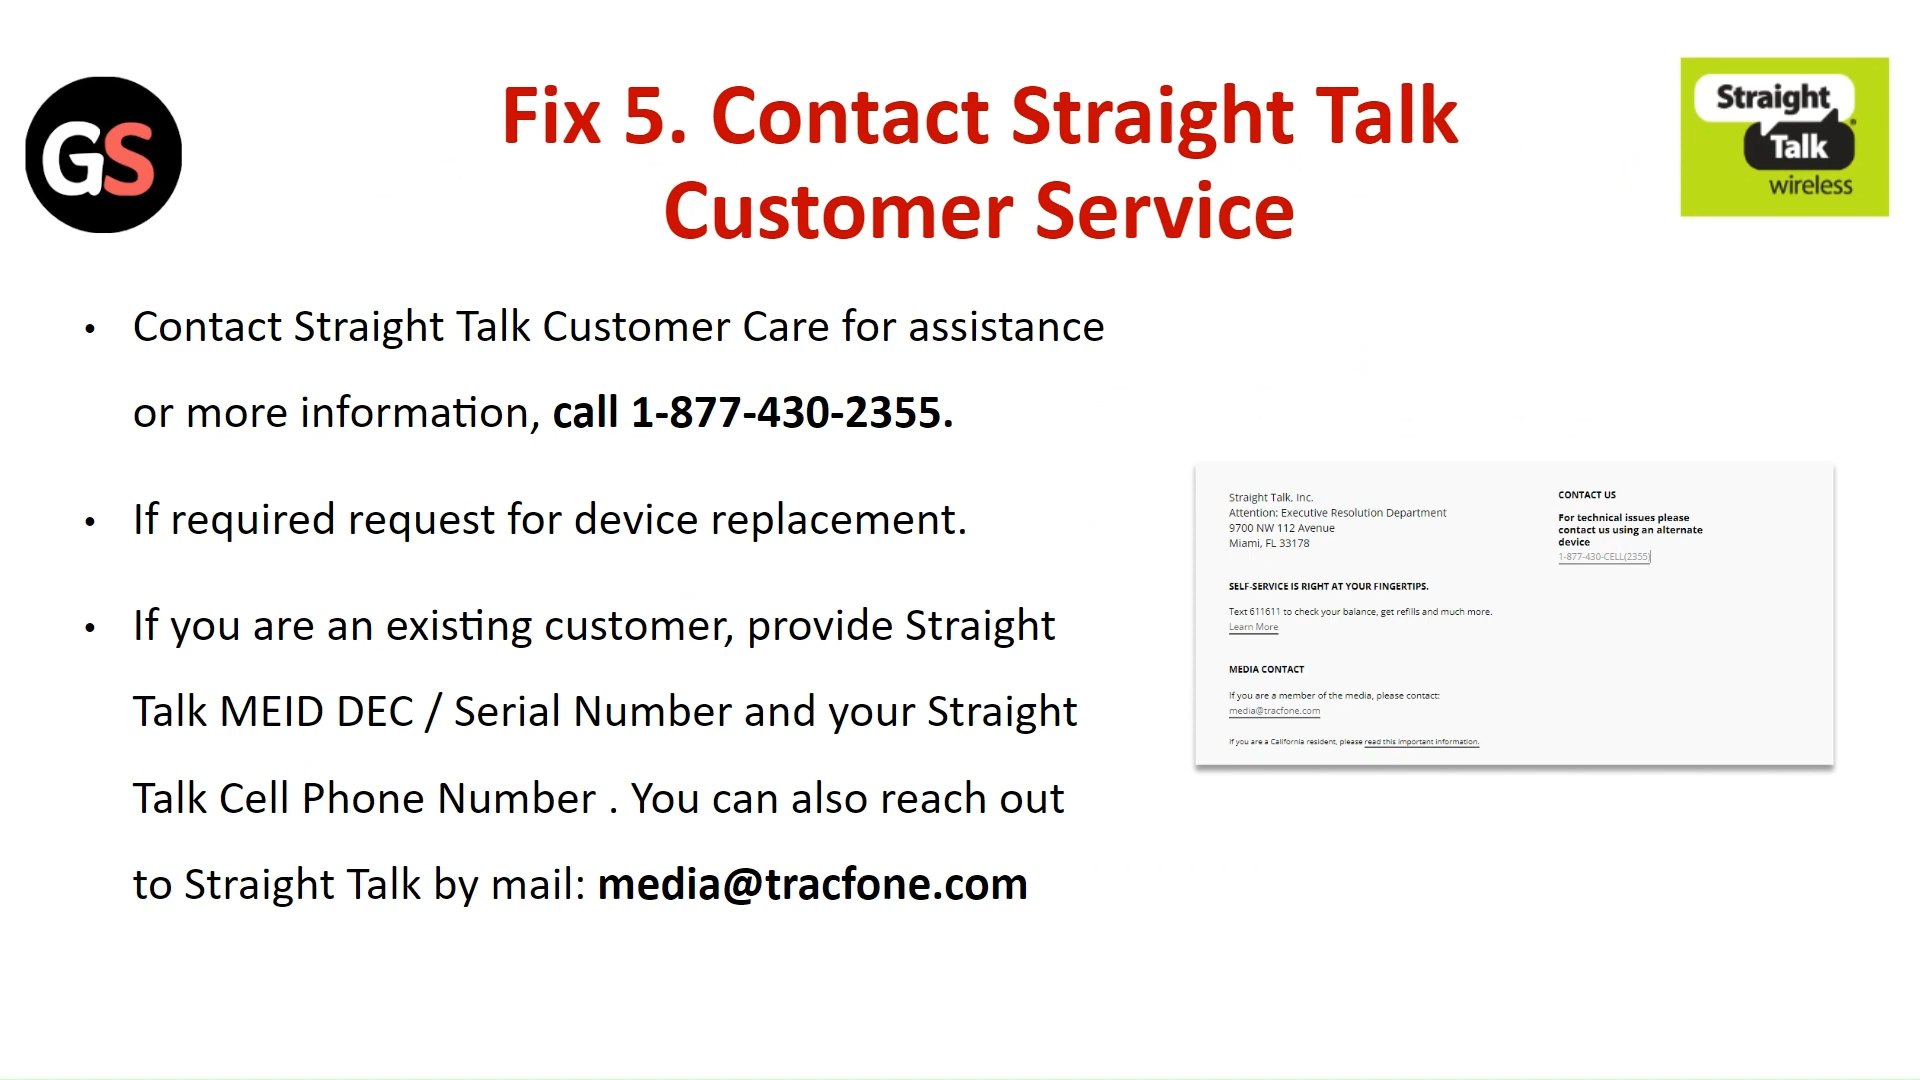 GS
Fix 5. Contact Straight Talk
Customer Service
Straight
Talk
wireless
• Contact Straight Talk Customer Care for assistance
or more information, call 1-877-430-2355.
• If required request for device replacement.
• If you are an existing customer, provide Straight
Talk MEID DEC / Serial Number and your Straight
Talk Cell Phone Number . You can also reach out
to Straight Talk by mail: media@tracfone.com
Straight Talk, Inc.
Attention: Executive Resolution Department
9700 NW 112 Avenue
Miami, FL 33178
SELF-SERVICE IS RIGHT AT YOUR FINGERTIPS.
Text 611611 to check your balance, get refills and much more.
Learn More
MEDIA CONTACT
If you are a member of the media, please contact:
media@tracfone.com
If you are a California resident, please read this important information.
CONTACT US
For technical issues please
contact us using an alternate
device
1-877-430-CELL(2355)